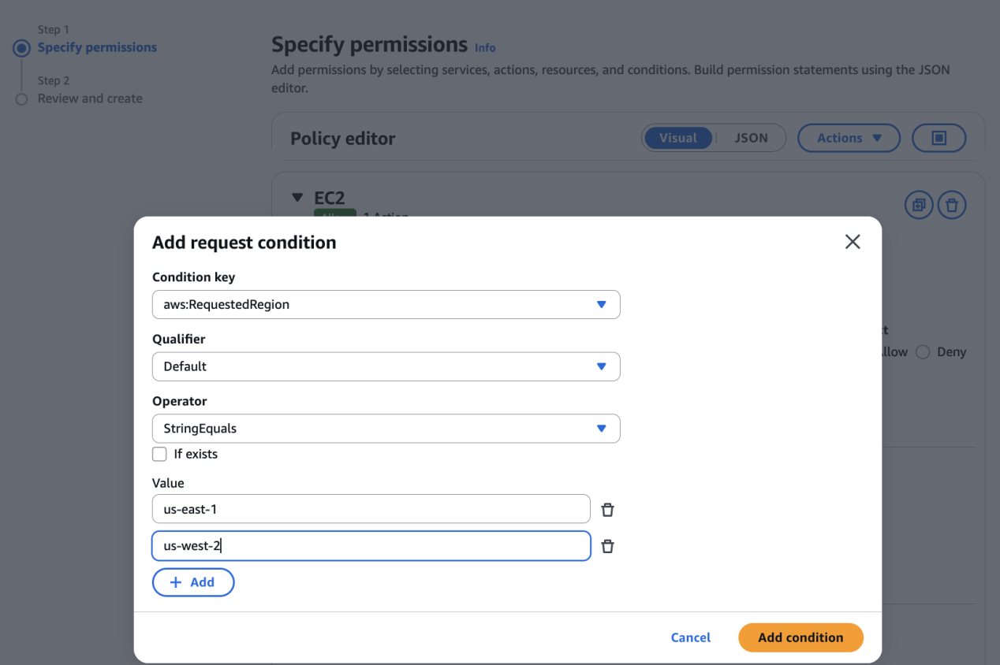 Step 1
Specify permissions
Step 2
Review and create
Specify permissions Info
Add permissions by selecting services, actions, resources, and conditions. Build permission statements using the JSON
editor.
Policy editor
Visual
JSON
Actions
EC2
Allow 1 Action
Add request condition
Condition key
aws:RequestedRegion
Qualifier
Default
Operator
StringEquals
If exists
Value
us-east-1
us-west-2
+ Add
Cancel
Add condition
Deny